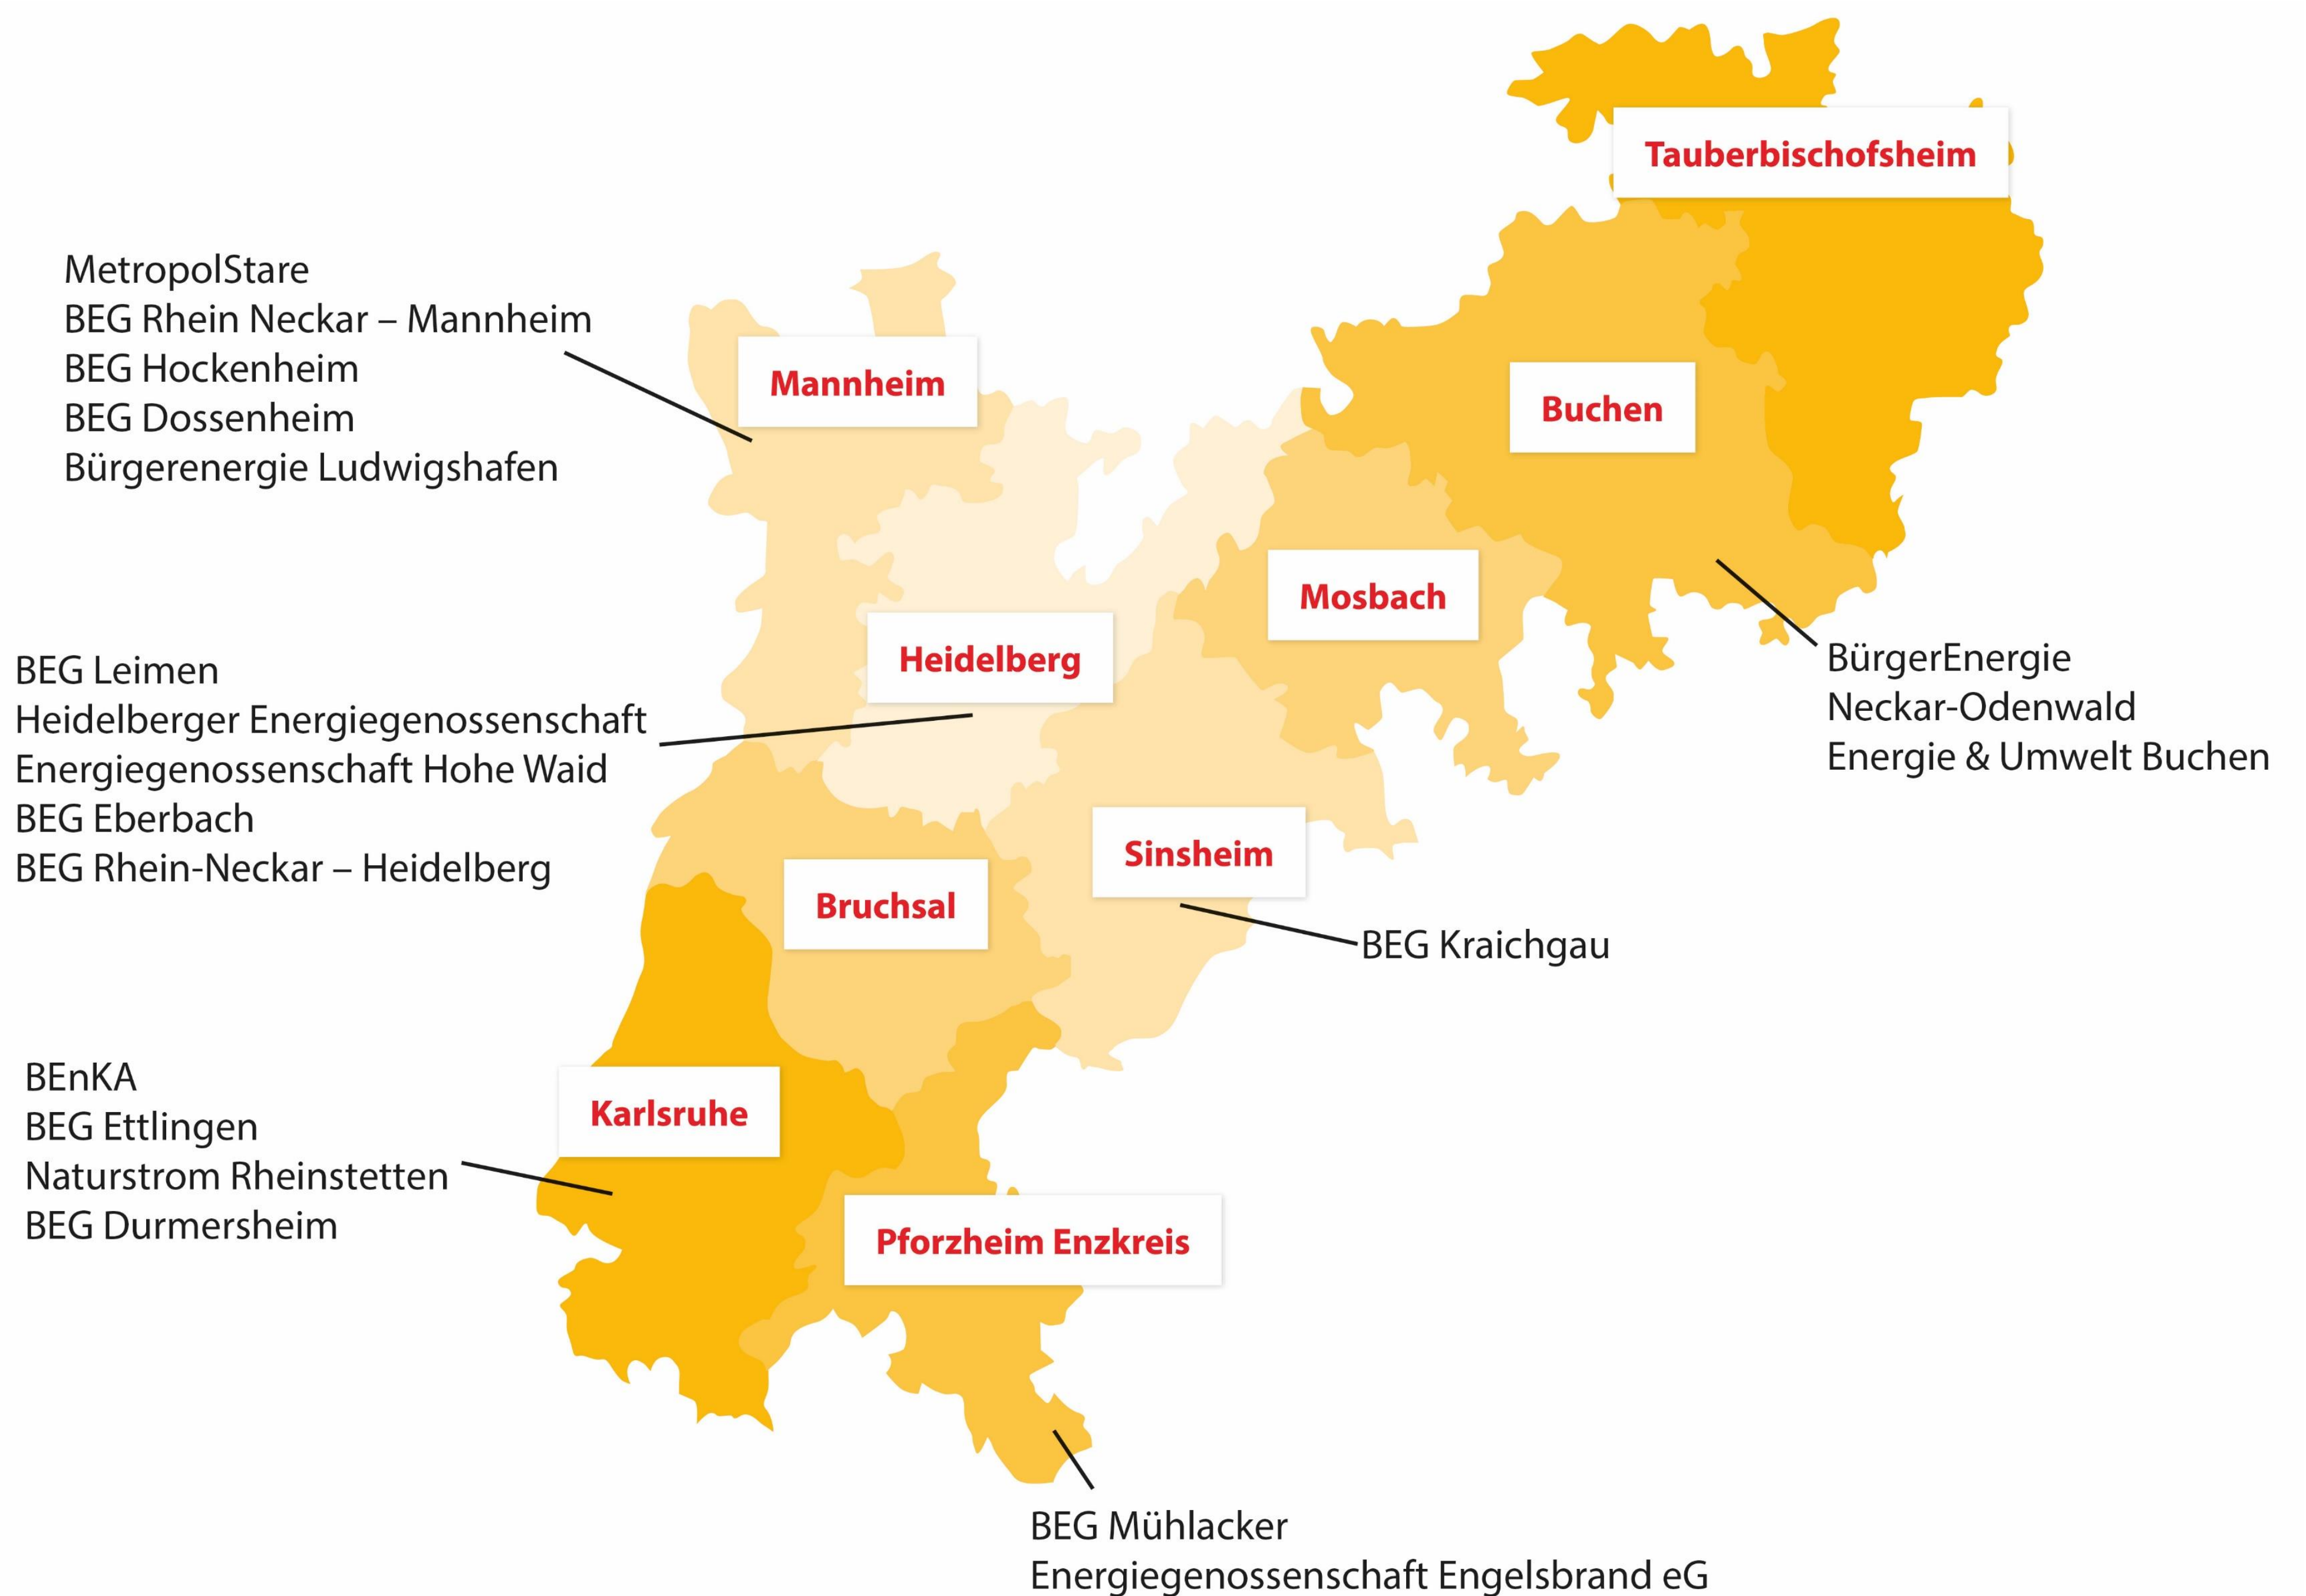 Tauberbischofsheim
MetropolStare
BEG Rhein Neckar – Mannheim
BEG Hockenheim
BEG Dossenheim
Bürgerenergie Ludwigshafen
Mannheim
Buchen
Mosbach
Heidelberg
BEG Leimen
Heidelberger Energiegenossenschaft
Energiegenossenschaft Hohe Waid
BEG Eberbach
BEG Rhein-Neckar – Heidelberg
BürgerEnergie
Neckar-Odenwald
Energie & Umwelt Buchen
Sinsheim
Bruchsal
BEG Kraichgau
BEnKA
BEG Ettlingen
Naturstrom Rheinstetten
BEG Durmersheim
Karlsruhe
Pforzheim Enzkreis
BEG Mühlacker
Energiegenossenschaft Engelsbrand eG